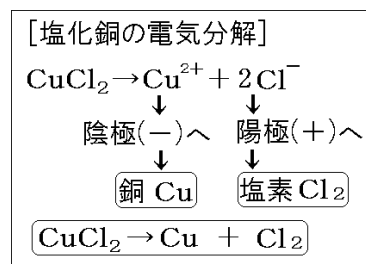 [塩化銅の電気分解]
CuCl₂→Cu²⁺+2Cl⁻
↓ ↓
陰極(−)へ 陽極(+)へ
↓ ↓
銅 Cu 塩素 Cl₂
CuCl₂→Cu + Cl₂